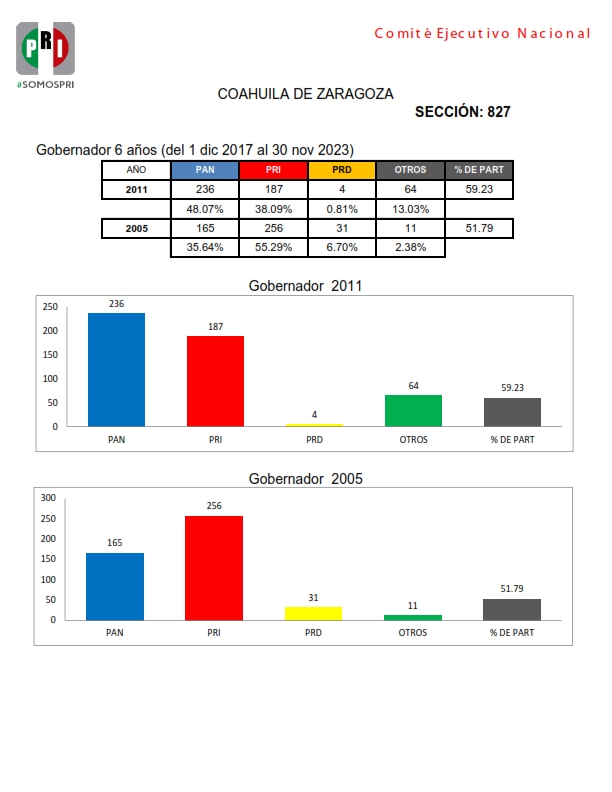 Comité Ejecutivo Nacional
PRI
#SOMOSPRI
COAHUILA DE ZARAGOZA
SECCIÓN: 827
Gobernador 6 años (del 1 dic 2017 al 30 nov 2023)
AÑO PAN PRI PRD OTROS % DE PART
2011 236 187 4 64 59.23
48.07% 38.09% 0.81% 13.03%
2005 165 256 31 11 51.79
35.64% 55.29% 6.70% 2.38%
Gobernador 2011
250
200
150
100
50
0
236
187
4
64
59.23
PAN PRI PRD OTROS % DE PART
Gobernador 2005
300
250
200
150
100
50
0
165
256
31
11
51.79
PAN PRI PRD OTROS % DE PART